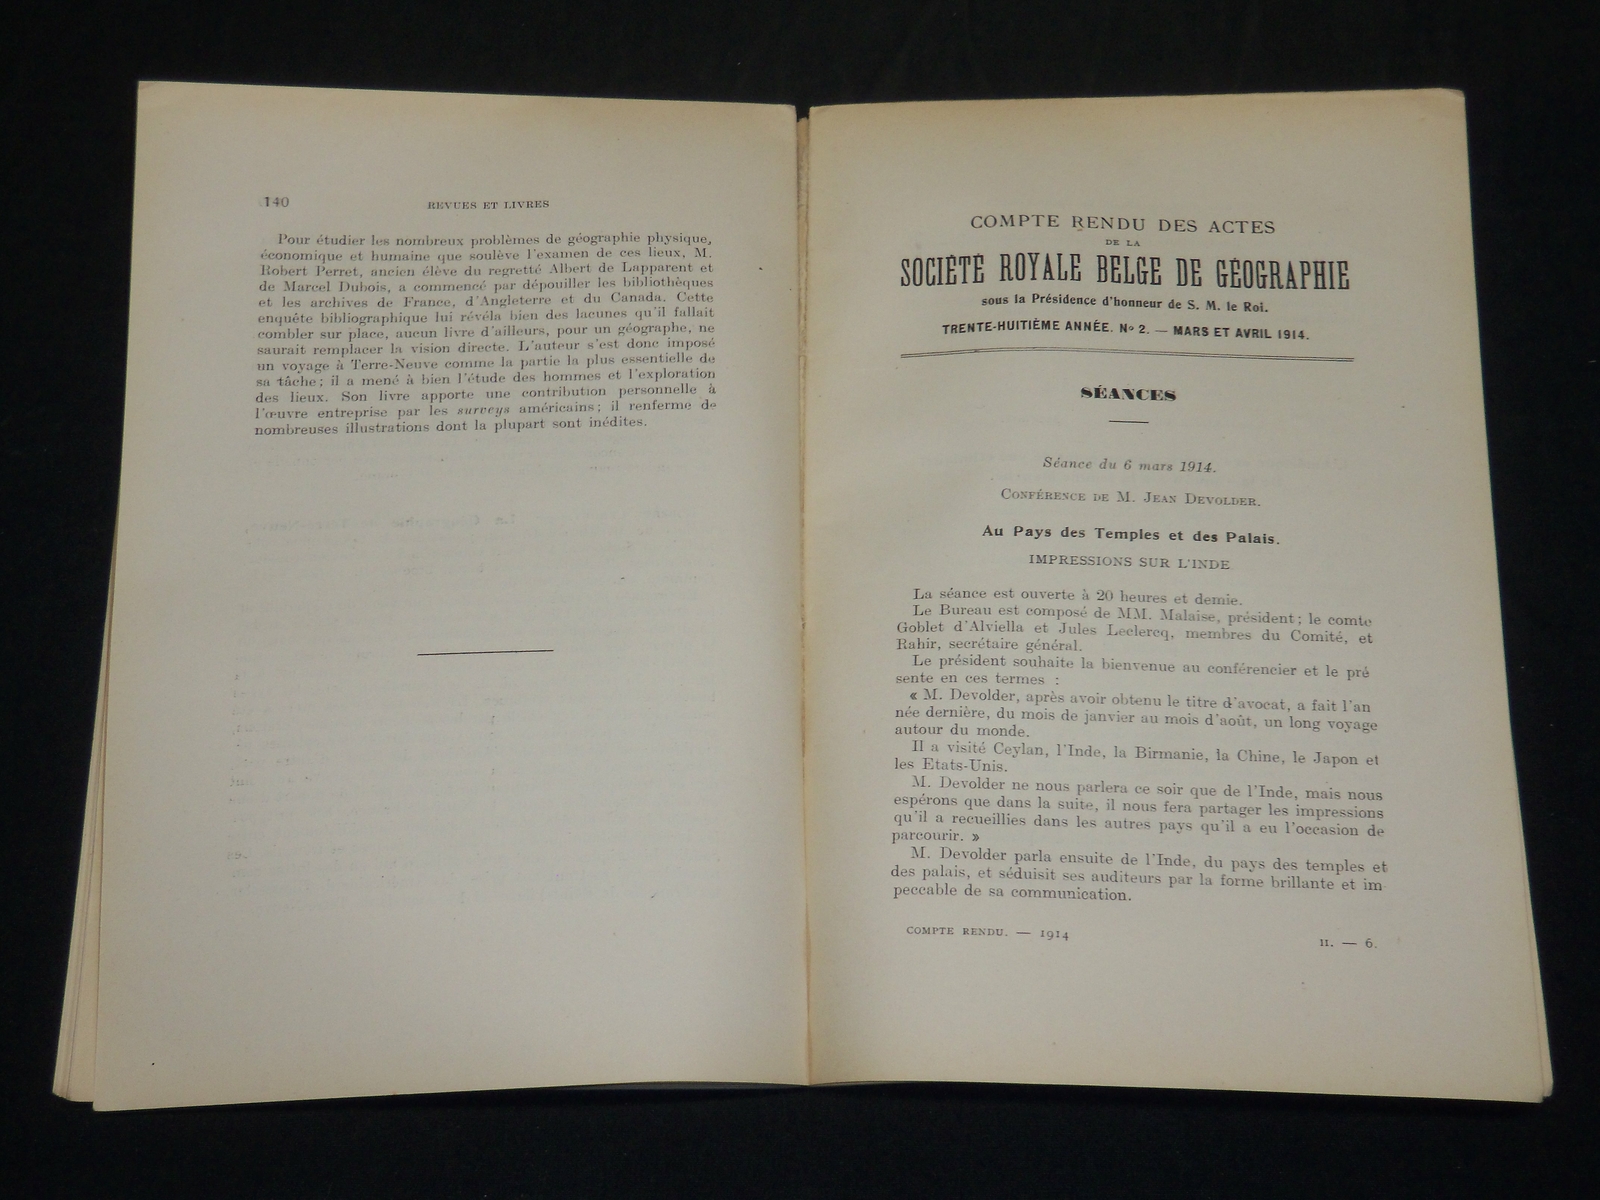 140
REVUES ET LIVRES
Pour étudier les nombreux problèmes de géographie physique,
économique et humaine que soulève l'examen de ces lieux, M.
Robert Perret, ancien élève du regretté Albert de Lapparent et
de Marcel Dubois, a commencé par dépouiller les bibliothèques
et les archives de France, d'Angleterre et du Canada. Cette
enquête bibliographique lui révéla bien des lacunes qu'il fallait
combler sur place, aucun livre d'ailleurs, pour un géographe, ne
saurait remplacer la vision directe. L'auteur s'est donc imposé
un voyage à Terre-Neuve comme la partie la plus essentielle de
sa tâche; il a mené à bien l'étude des hommes et l'exploration
des lieux. Son livre apporte une contribution personnelle à
l'œuvre entreprise par les surveys américains; il renferme de
nombreuses illustrations dont la plupart sont inédites.
COMPTE RENDU DES ACTES
DE LA
SOCIÉTÉ ROYALE BELGE DE GÉOGRAPHIE
sous la Présidence d'honneur de S. M. le Roi.
TRENTE-HUITIÈME ANNÉE. No 2. — MARS ET AVRIL 1914.
SÉANCES
Séance du 6 mars 1914.
CONFÉRENCE DE M. JEAN DEVOLDER.
Au Pays des Temples et des Palais.
IMPRESSIONS SUR L'INDE
La séance est ouverte à 20 heures et demie.
Le Bureau est composé de MM. Malaise, président; le comte
Goblet d'Alviella et Jules Leclercq, membres du Comité, et
Rahir, secrétaire général.
Le président souhaite la bienvenue au conférencier et le pré
sente en ces termes :
« M. Devolder, après avoir obtenu le titre d'avocat, a fait l'an
née dernière, du mois de janvier au mois d'août, un long voyage
autour du monde.
Il a visité Ceylan, l'Inde, la Birmanie, la Chine, le Japon et
les Etats-Unis.
M. Devolder ne nous parlera ce soir que de l'Inde, mais nous
espérons que dans la suite, il nous fera partager les impressions
qu'il a recueillies dans les autres pays qu'il a eu l'occasion de
parcourir. »
M. Devolder parla ensuite de l'Inde, du pays des temples et
des palais, et séduisit ses auditeurs par la forme brillante et im
peccable de sa communication.
COMPTE RENDU. — 1914
II. — 6.